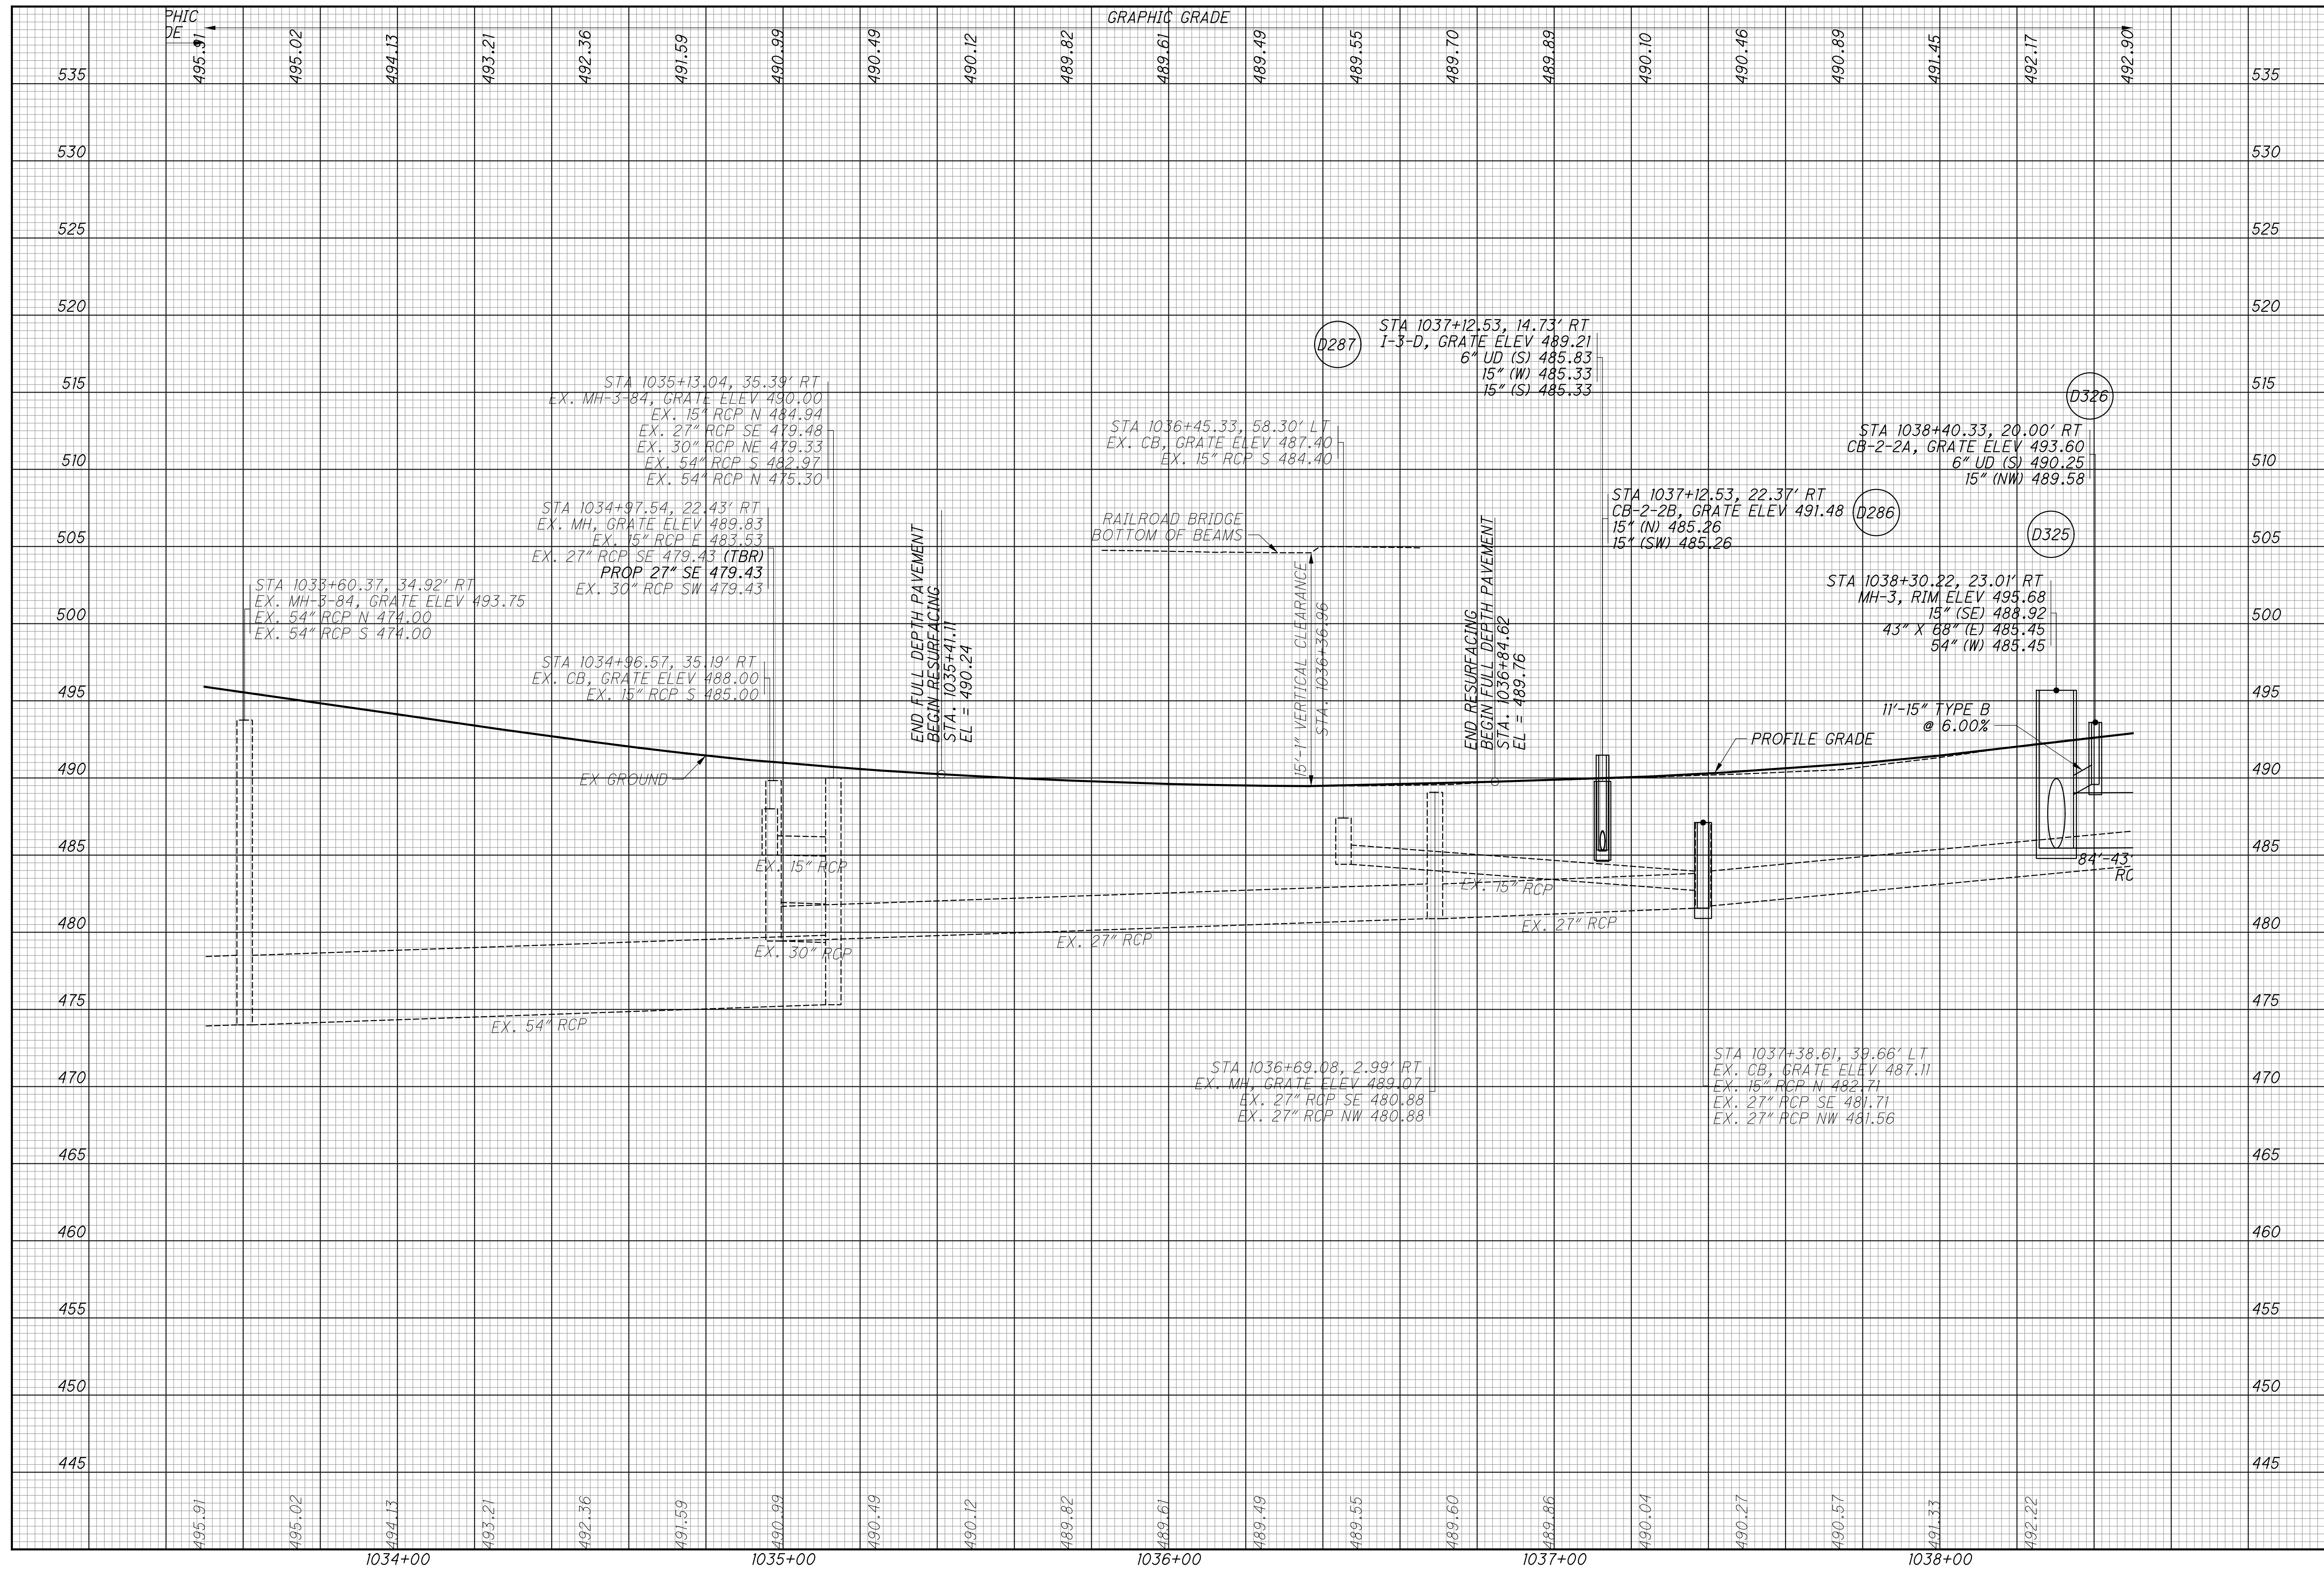 PHIC
DE
GRAPHIC GRADE
495.91
495.02
494.13
493.21
492.36
491.59
490.99
490.49
490.12
489.82
489.61
489.49
489.55
489.70
489.89
490.10
490.46
490.89
491.45
492.17
492.90
535
535
530
530
525
525
520
520
515
515
510
510
505
505
500
500
495
495
490
490
485
485
480
480
475
475
470
470
465
465
460
460
455
455
450
450
445
445
D287
STA 1037+12.53, 14.73' RT
I-3-D, GRATE ELEV 489.21
6" UD (S) 485.83
15" (W) 485.33
15" (S) 485.33
STA 1035+13.04, 35.39' RT
EX. MH-3-84, GRATE ELEV 490.00
EX. 15" RCP N 484.94
EX. 27" RCP SE 479.48
EX. 30" RCP NE 479.33
EX. 54" RCP S 482.97
EX. 54" RCP N 475.30
D326
STA 1038+40.33, 20.00' RT
CB-2-2A, GRATE ELEV 493.60
6" UD (S) 490.25
15" (NW) 489.58
STA 1036+45.33, 58.30' LT
EX. CB, GRATE ELEV 487.40
EX. 15" RCP S 484.40
STA 1034+97.54, 22.43' RT
EX. MH, GRATE ELEV 489.83
EX. 15" RCP E 483.53
EX. 27" RCP SE 479.43 (TBR)
PROP 27" SE 479.43
EX. 30" RCP SW 479.43
STA 1037+12.53, 22.37' RT
CB-2-2B, GRATE ELEV 491.48
15" (N) 485.26
15" (SW) 485.26
D286
D325
RAILROAD BRIDGE
BOTTOM OF BEAMS
STA 1033+60.37, 34.92' RT
EX. MH-3-84, GRATE ELEV 493.75
EX. 54" RCP N 474.00
EX. 54" RCP S 474.00
STA 1038+30.22, 23.01' RT
MH-3, RIM ELEV 495.68
15" (SE) 488.92
43" X 68" (E) 485.45
54" (W) 485.45
STA 1034+96.57, 35.19' RT
EX. CB, GRATE ELEV 488.00
EX. 15" RCP S 485.00
END FULL DEPTH PAVEMENT
BEGIN RESURFACING
STA. 1035+41.11
EL = 490.24
15'-1" VERTICAL CLEARANCE
STA. 1036+36.96
END RESURFACING
BEGIN FULL DEPTH PAVEMENT
STA. 1036+84.62
EL = 489.76
11'-15" TYPE B
@ 6.00%
PROFILE GRADE
EX GROUND
EX. 15" RCP
EX. 15" RCP
84'-43"
RC
EX. 27" RCP
EX. 27" RCP
EX. 30" RCP
EX. 54" RCP
STA 1036+69.08, 2.99' RT
EX. MH, GRATE ELEV 489.07
EX. 27" RCP SE 480.88
EX. 27" RCP NW 480.88
STA 1037+38.61, 39.66' LT
EX. CB, GRATE ELEV 487.11
EX. 15" RCP N 482.71
EX. 27" RCP SE 481.71
EX. 27" RCP NW 481.56
495.91
495.02
494.13
493.21
492.36
491.59
490.99
490.49
490.12
489.82
489.61
489.49
489.55
489.60
489.86
490.04
490.27
490.57
491.33
492.22
1034+00
1035+00
1036+00
1037+00
1038+00